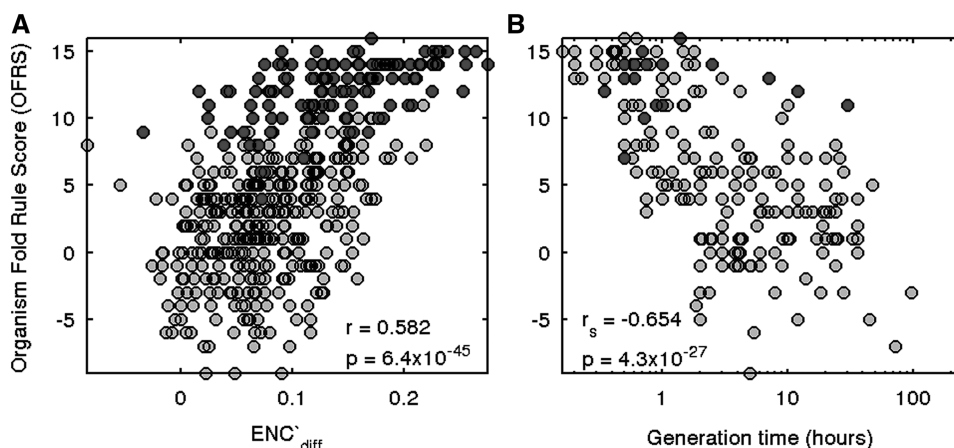 A
B
Organism Fold Rule Score (OFRS)
15
10
5
0
-5
r = 0.582
p = 6.4x10^-45
0
0.1
0.2
ENC`diff
15
10
5
0
-5
rs = -0.654
p = 4.3x10^-27
1
10
100
Generation time (hours)